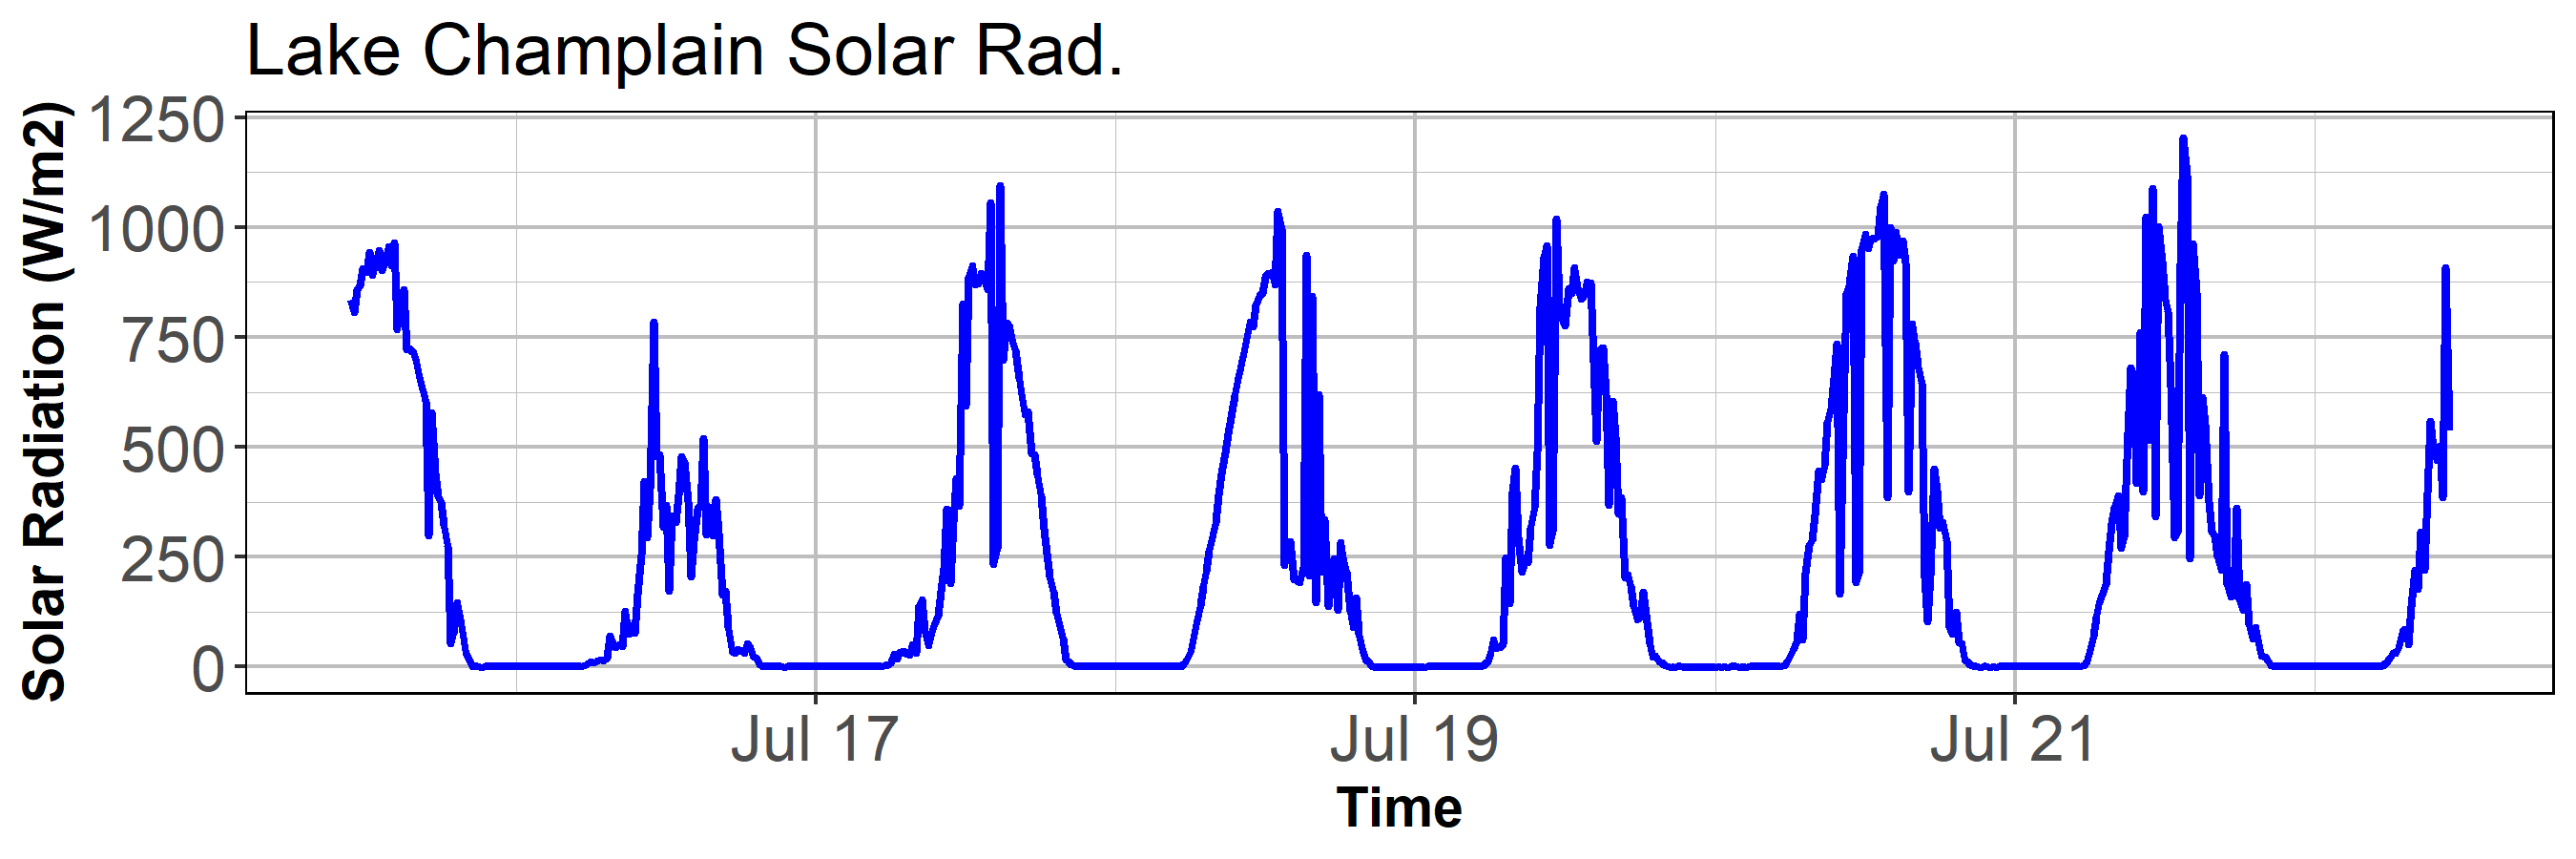 Lake Champlain Solar Rad.
Solar Radiation (W/m2)
1250
1000
750
500
250
0
Jul 17 Jul 19 Jul 21
Time